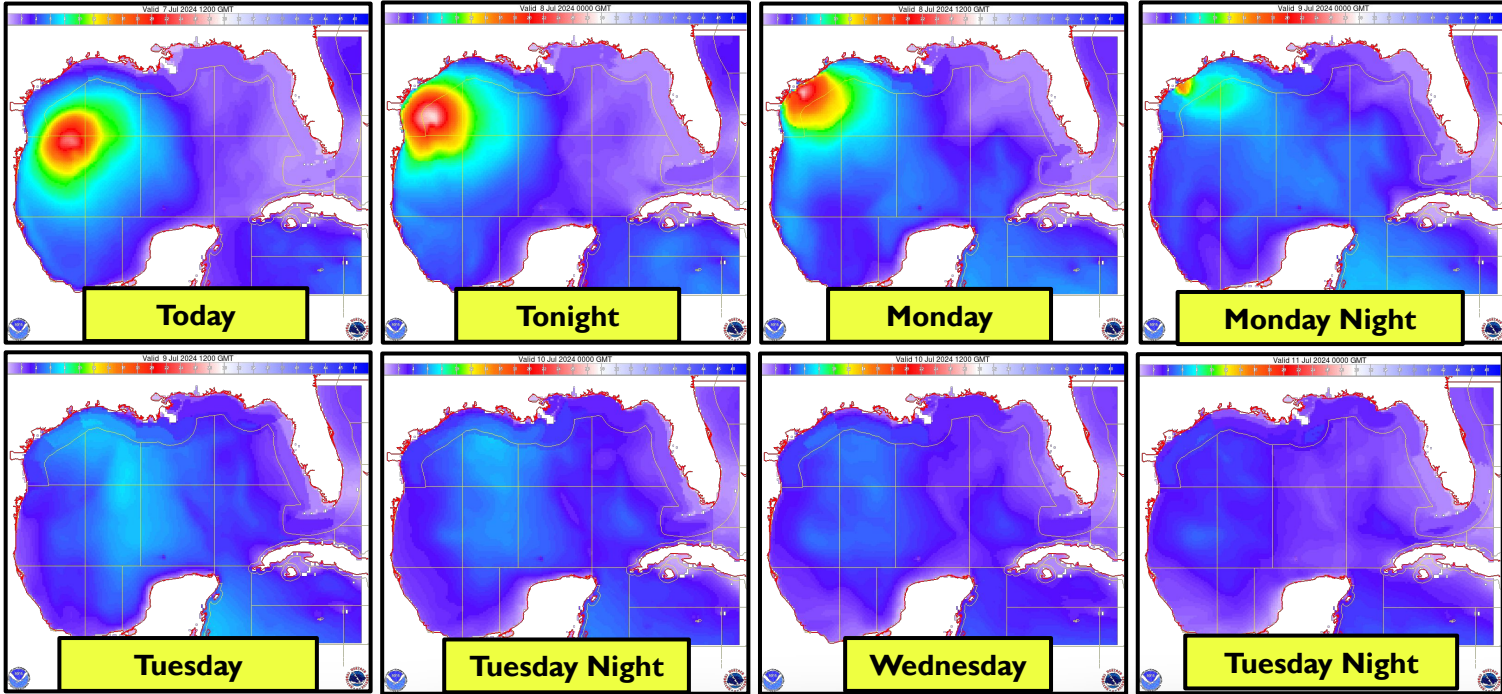 Valid 7 Jul 2024 1200 GMT
Valid 8 Jul 2024 0000 GMT
Valid 8 Jul 2024 1200 GMT
Valid 9 Jul 2024 0000 GMT
Today
Tonight
Monday
Monday Night
Valid 9 Jul 2024 1200 GMT
Valid 10 Jul 2024 0000 GMT
Valid 10 Jul 2024 1200 GMT
Valid 11 Jul 2024 0000 GMT
Tuesday
Tuesday Night
Wednesday
Tuesday Night